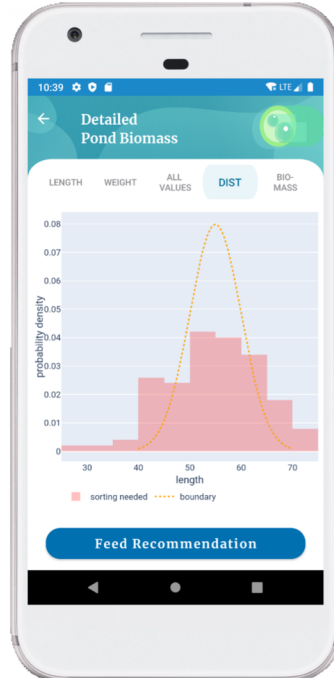 10:39
LTE
Detailed
Pond Biomass
LENGTH
WEIGHT
ALL
VALUES
DIST
BIO-
MASS
probability density
0.08
0.07
0.06
0.05
0.04
0.03
0.02
0.01
0
30 40 50 60 70
length
sorting needed boundary
Feed Recommendation